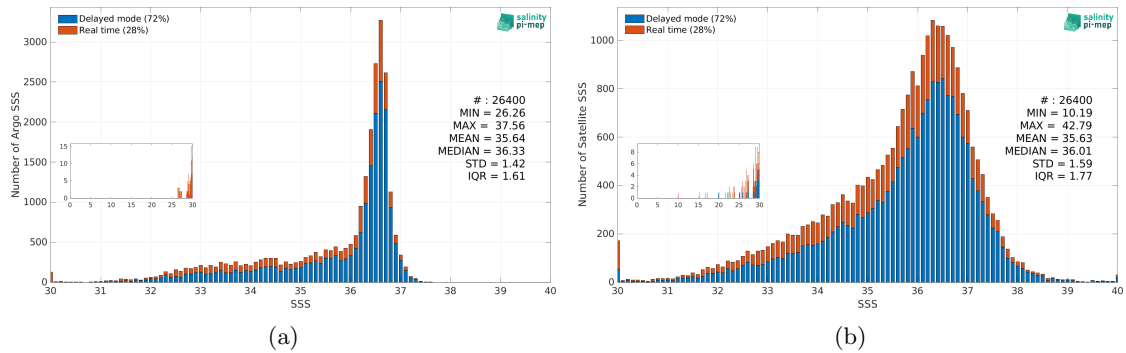 Delayed mode (72%)
Real time (28%)
salinity
pi-mep
3000
2500
2000
1500
1000
500
0
Number of Argo SSS
# : 26400
MIN = 26.26
MAX = 37.56
MEAN = 35.64
MEDIAN = 36.33
STD = 1.42
IQR = 1.61
15
10
5
0
0 5 10 15 20 25 30
30 31 32 33 34 35 36 37 38 39 40
SSS
(a)
Delayed mode (72%)
Real time (28%)
salinity
pi-mep
1000
800
600
400
200
0
Number of Satellite SSS
# : 26400
MIN = 10.19
MAX = 42.79
MEAN = 35.63
MEDIAN = 36.01
STD = 1.59
IQR = 1.77
8
6
4
2
0
0 5 10 15 20 25 30
30 31 32 33 34 35 36 37 38 39 40
SSS
(b)